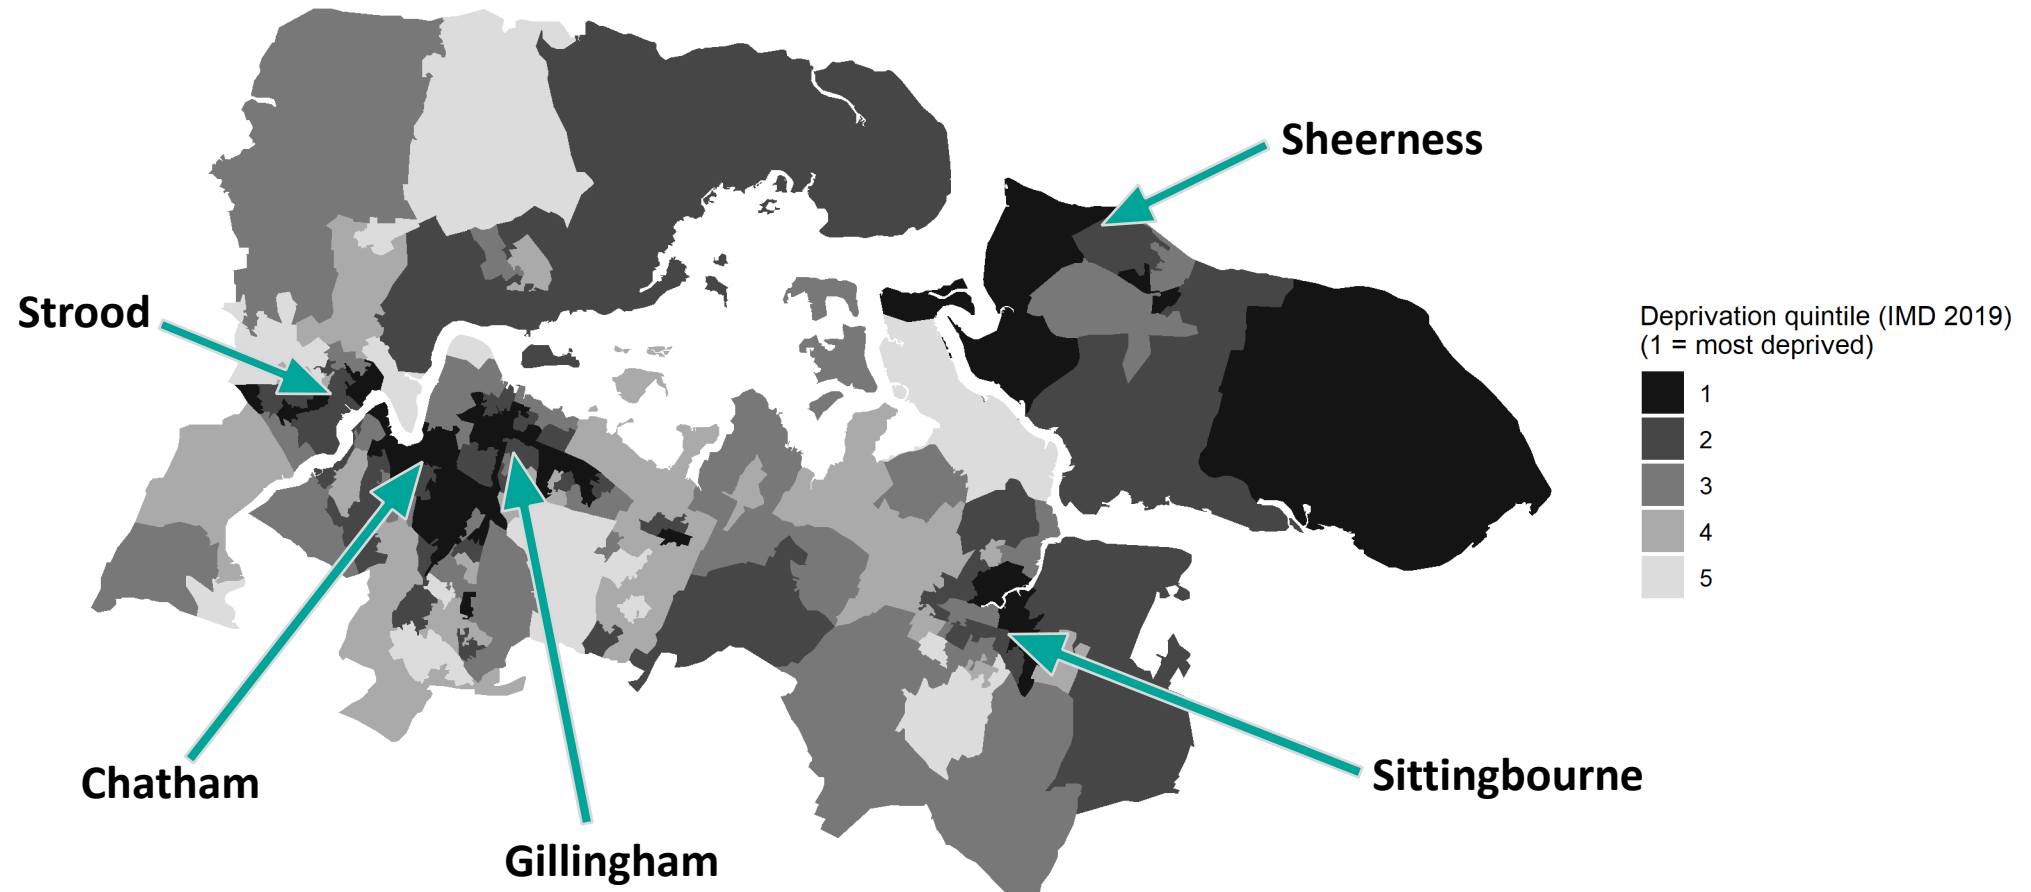 Sheerness
Strood
Deprivation quintile (IMD 2019)
(1 = most deprived)
1
2
3
4
5
Chatham
Sittingbourne
Gillingham